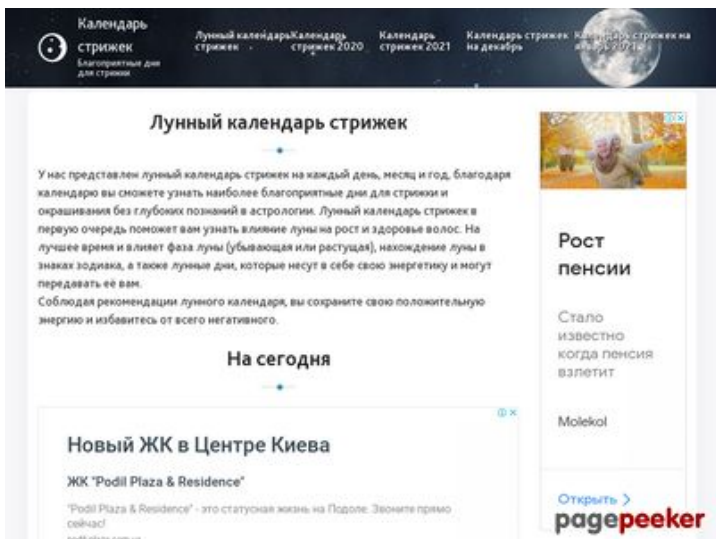 Календарь
стрижек
Благоприятные дни
для стрижки
Лунный календарь
стрижек
Календарь
стрижек 2020
Календарь
стрижек 2021
Календарь стрижек
на декабрь
Календарь стрижек на
январь 2021
Лунный календарь стрижек
У нас представлен лунный календарь стрижек на каждый день, месяц и год, благодаря
календарю вы сможете узнать наиболее благоприятные дни для стрижки и
окрашивания без глубоких познаний в астрологии. Лунный календарь стрижек в
первую очередь поможет вам узнать влияние луны на рост и здоровье волос. На
лучшее время и влияет фаза луны (убывающая или растущая), нахождение луны в
знаках зодиака, а также лунные дни, которые несут в себе свою энергетику и могут
передавать её вам.
Соблюдая рекомендации лунного календаря, вы сохраните свою положительную
энергию и избавитесь от всего негативного.
На сегодня
Новый ЖК в Центре Киева
ЖК "Podil Plaza & Residence"
"Podil Plaza & Residence" - это статусная жизнь на Подоле. Звоните прямо
сейчас!
Рост
пенсии
Стало
известно
когда пенсия
взлетит
Molekol
Открыть
pagepeeker